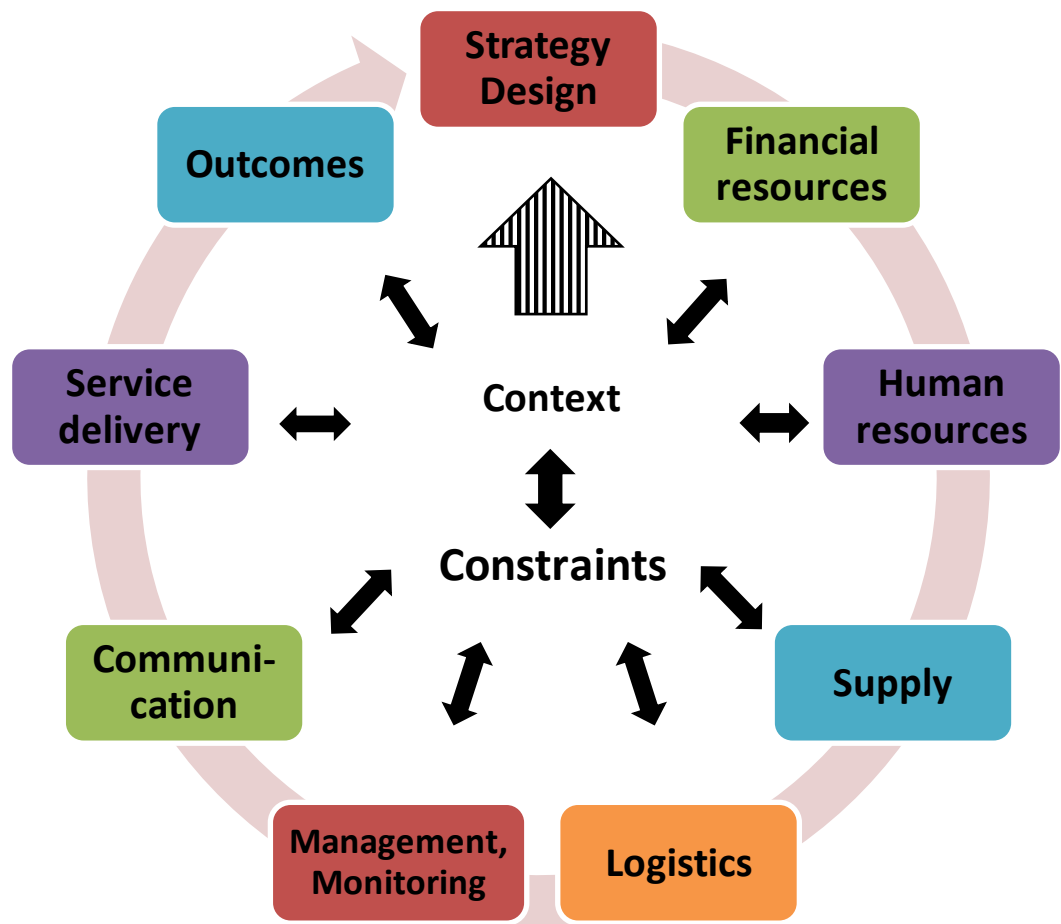 Strategy
Design
Financial
resources
Human
resources
Supply
Logistics
Management,
Monitoring
Communi-
cation
Service
delivery
Outcomes
Context
Constraints